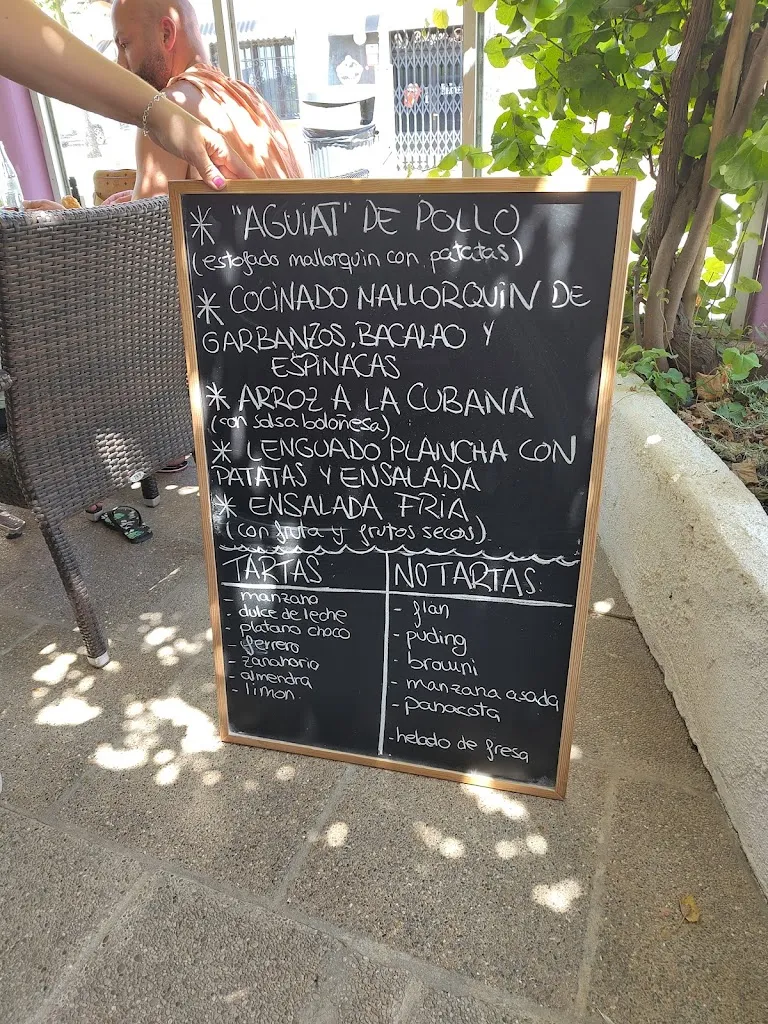 * "AGUIAT" DE POLLO
(estofado mallorquin con patatas)
* COCINADO MALLORQUIN DE
GARBANZOS, BACALAO Y
ESPINACAS
* ARROZ A LA CUBANA
(con salsa boloñesa)
* LENGUADO PLANCHA CON
PATATAS Y ENSALADA
* ENSALADA FRIA
(con fruta y frutos secos)
TARTAS
- manzana
- dulce de leche
- platano choco
- ferrero
- zanahoria
- almendra
- limon
NO TARTAS:
- flan
- puding
- browni
- manzana asada
- panacota
- helado de fresa